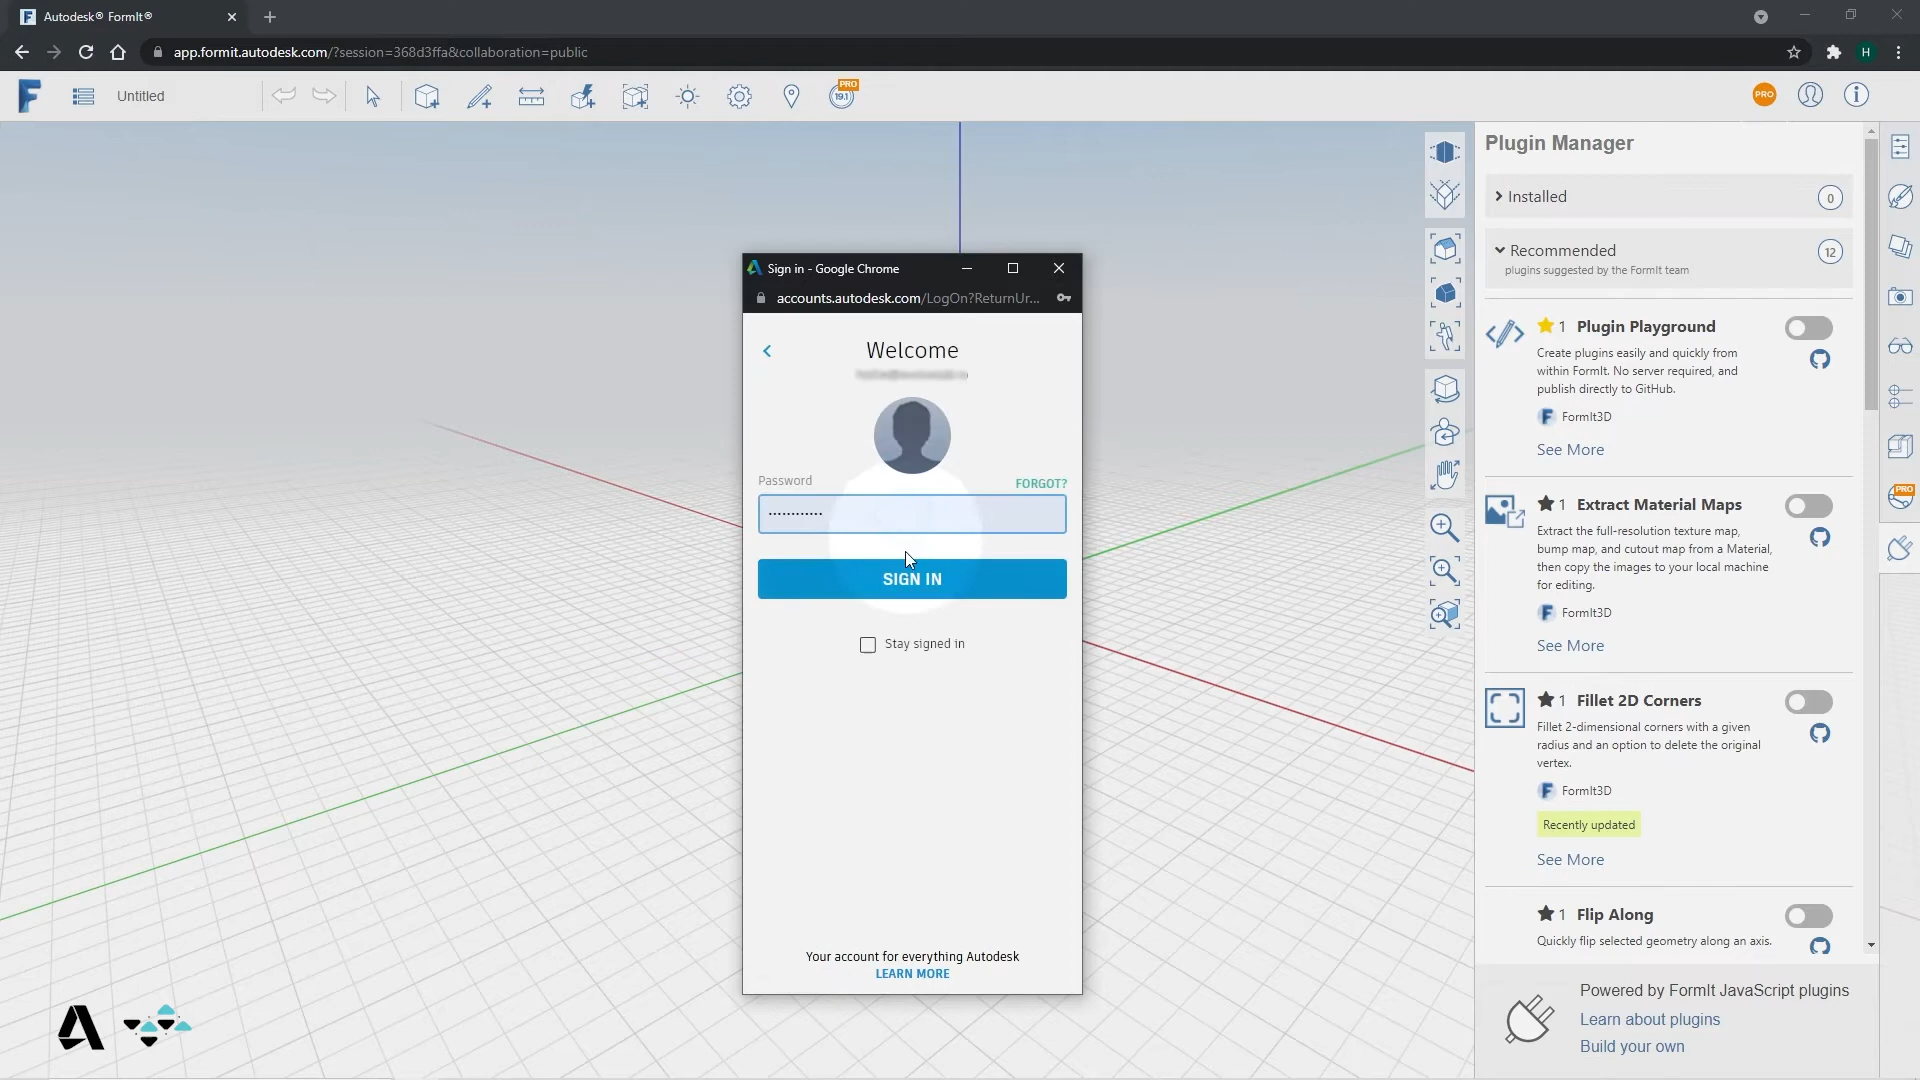 Autodesk® FormIt®
app.formit.autodesk.com/?session=368d3ffa&collaboration=public
H
Untitled
PRO
19.1
PRO
Plugin Manager
Installed
0
Recommended
12
plugins suggested by the FormIt team
1 Plugin Playground
Create plugins easily and quickly from
within FormIt. No server required, and
publish directly to GitHub.
FormIt3D
See More
1 Extract Material Maps
Extract the full-resolution texture map,
bump map, and cutout map from a Material,
then copy the images to your local machine
for editing.
FormIt3D
See More
1 Fillet 2D Corners
Fillet 2-dimensional corners with a given
radius and an option to delete the original
vertex.
FormIt3D
Recently updated
See More
1 Flip Along
Quickly flip selected geometry along an axis.
Powered by FormIt JavaScript plugins
Learn about plugins
Build your own
PRO
Sign in - Google Chrome
accounts.autodesk.com/LogOn?ReturnUr...
Welcome
Password
FORGOT?
............
SIGN IN
Stay signed in
Your account for everything Autodesk
LEARN MORE